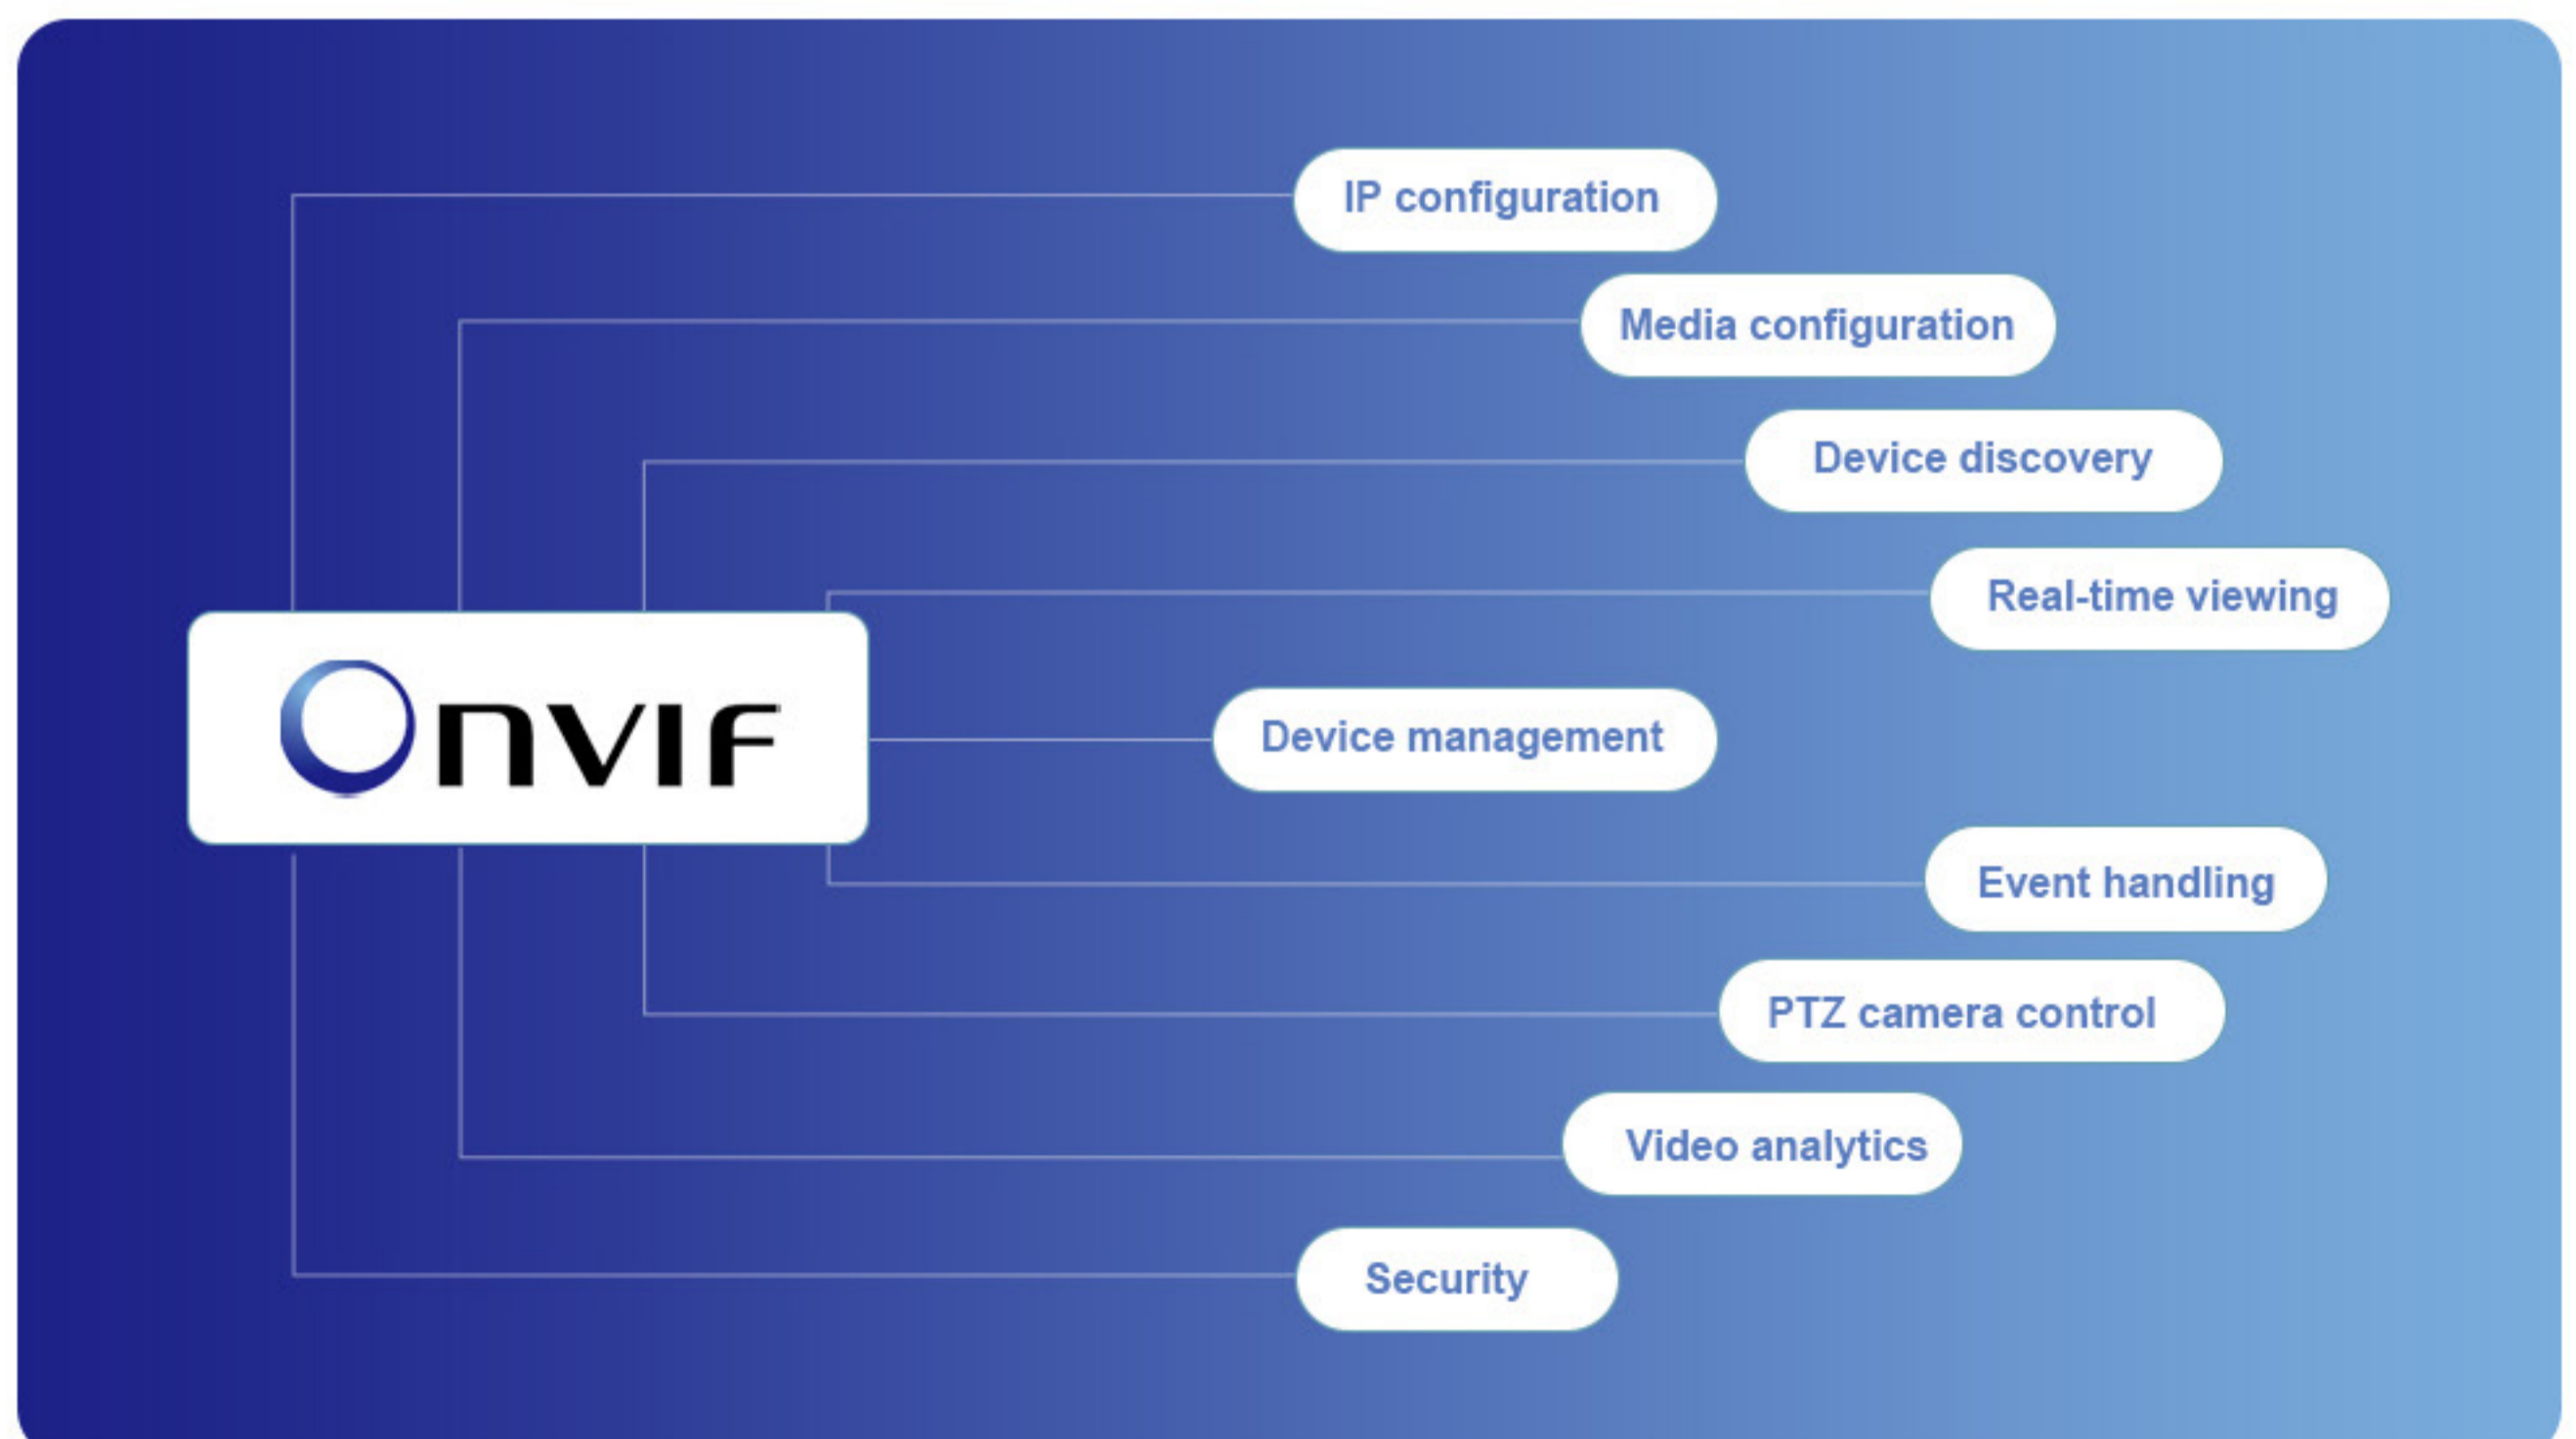 IP configuration
Media configuration
Device discovery
Real-time viewing
ONVIF
Device management
Event handling
PTZ camera control
Video analytics
Security